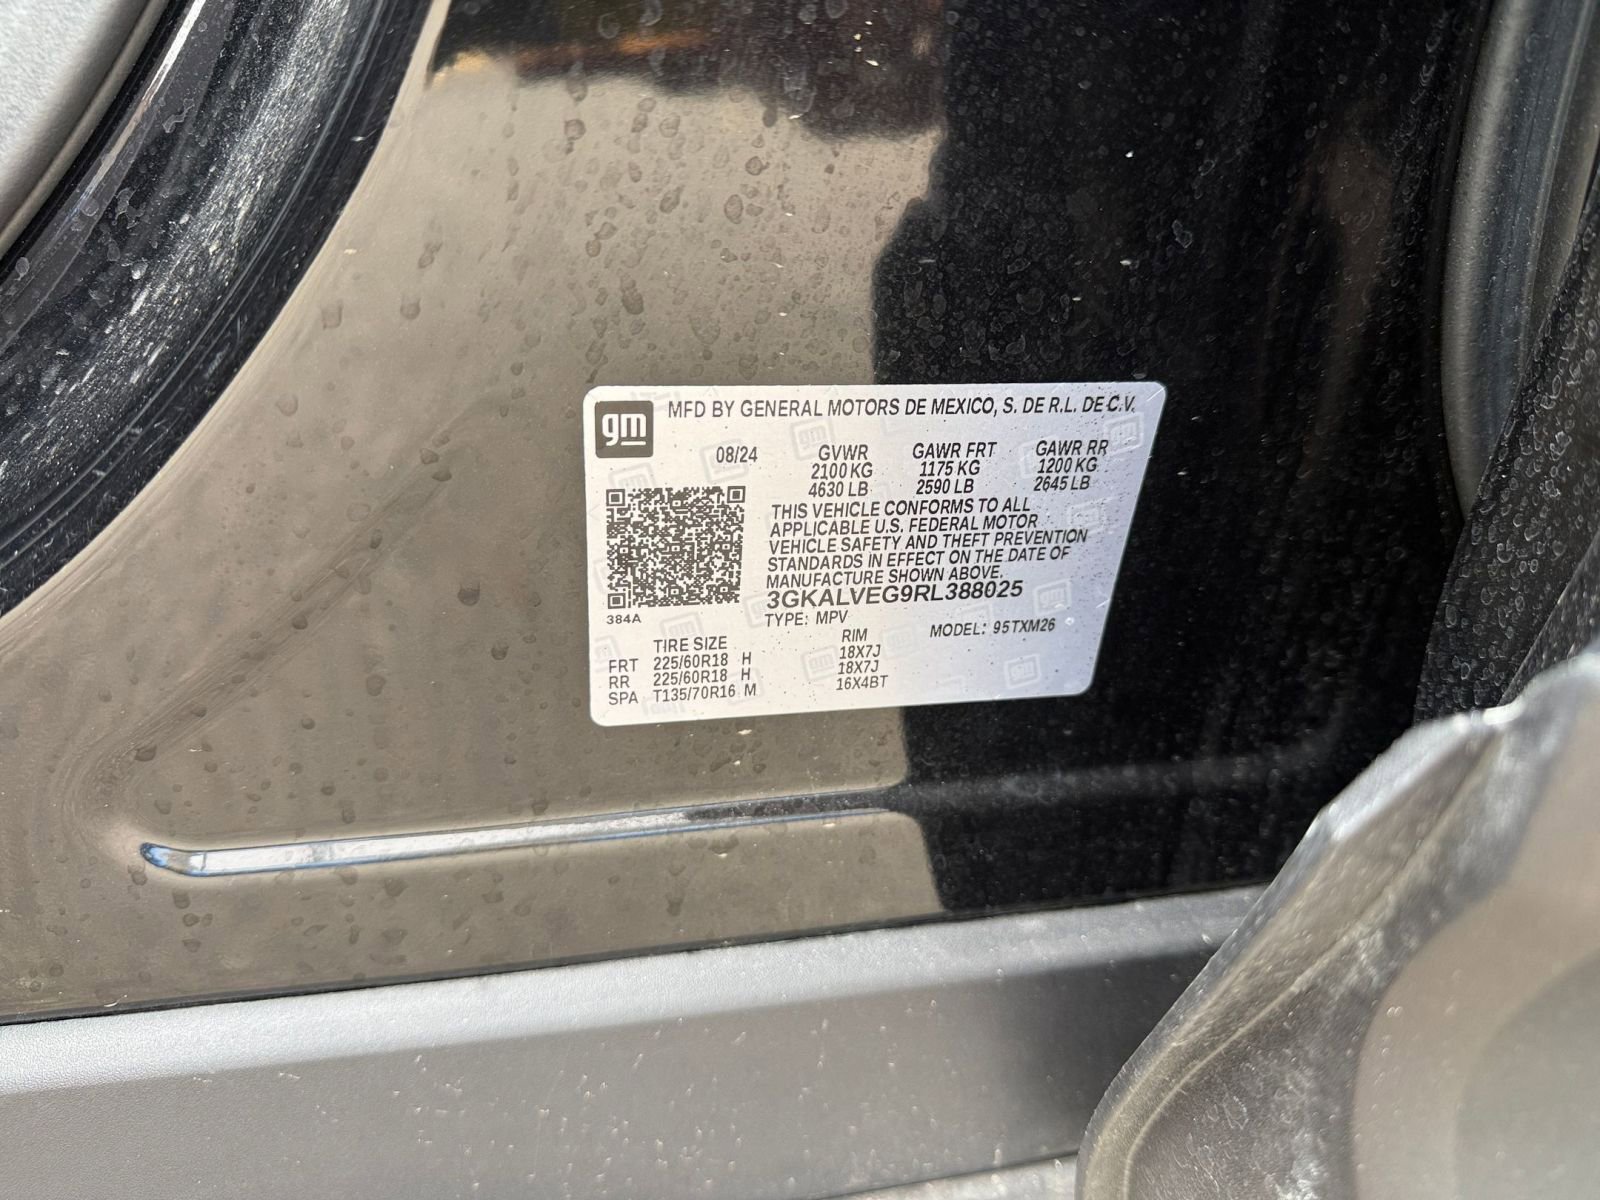 gm
MFD BY GENERAL MOTORS DE MEXICO, S. DE R.L. DE C.V.
08/24 GVWR GAWR FRT GAWR RR
2100 KG 1175 KG 1200 KG
4630 LB 2590 LB 2645 LB
THIS VEHICLE CONFORMS TO ALL
APPLICABLE U.S. FEDERAL MOTOR
VEHICLE SAFETY AND THEFT PREVENTION
STANDARDS IN EFFECT ON THE DATE OF
MANUFACTURE SHOWN ABOVE.
3GKALVEG9RL388025
384A
TYPE: MPV MODEL: 95TXM26
TIRE SIZE RIM
FRT 225/60R18 H 18X7J
RR 225/60R18 H 18X7J
SPA T135/70R16 M 16X4BT